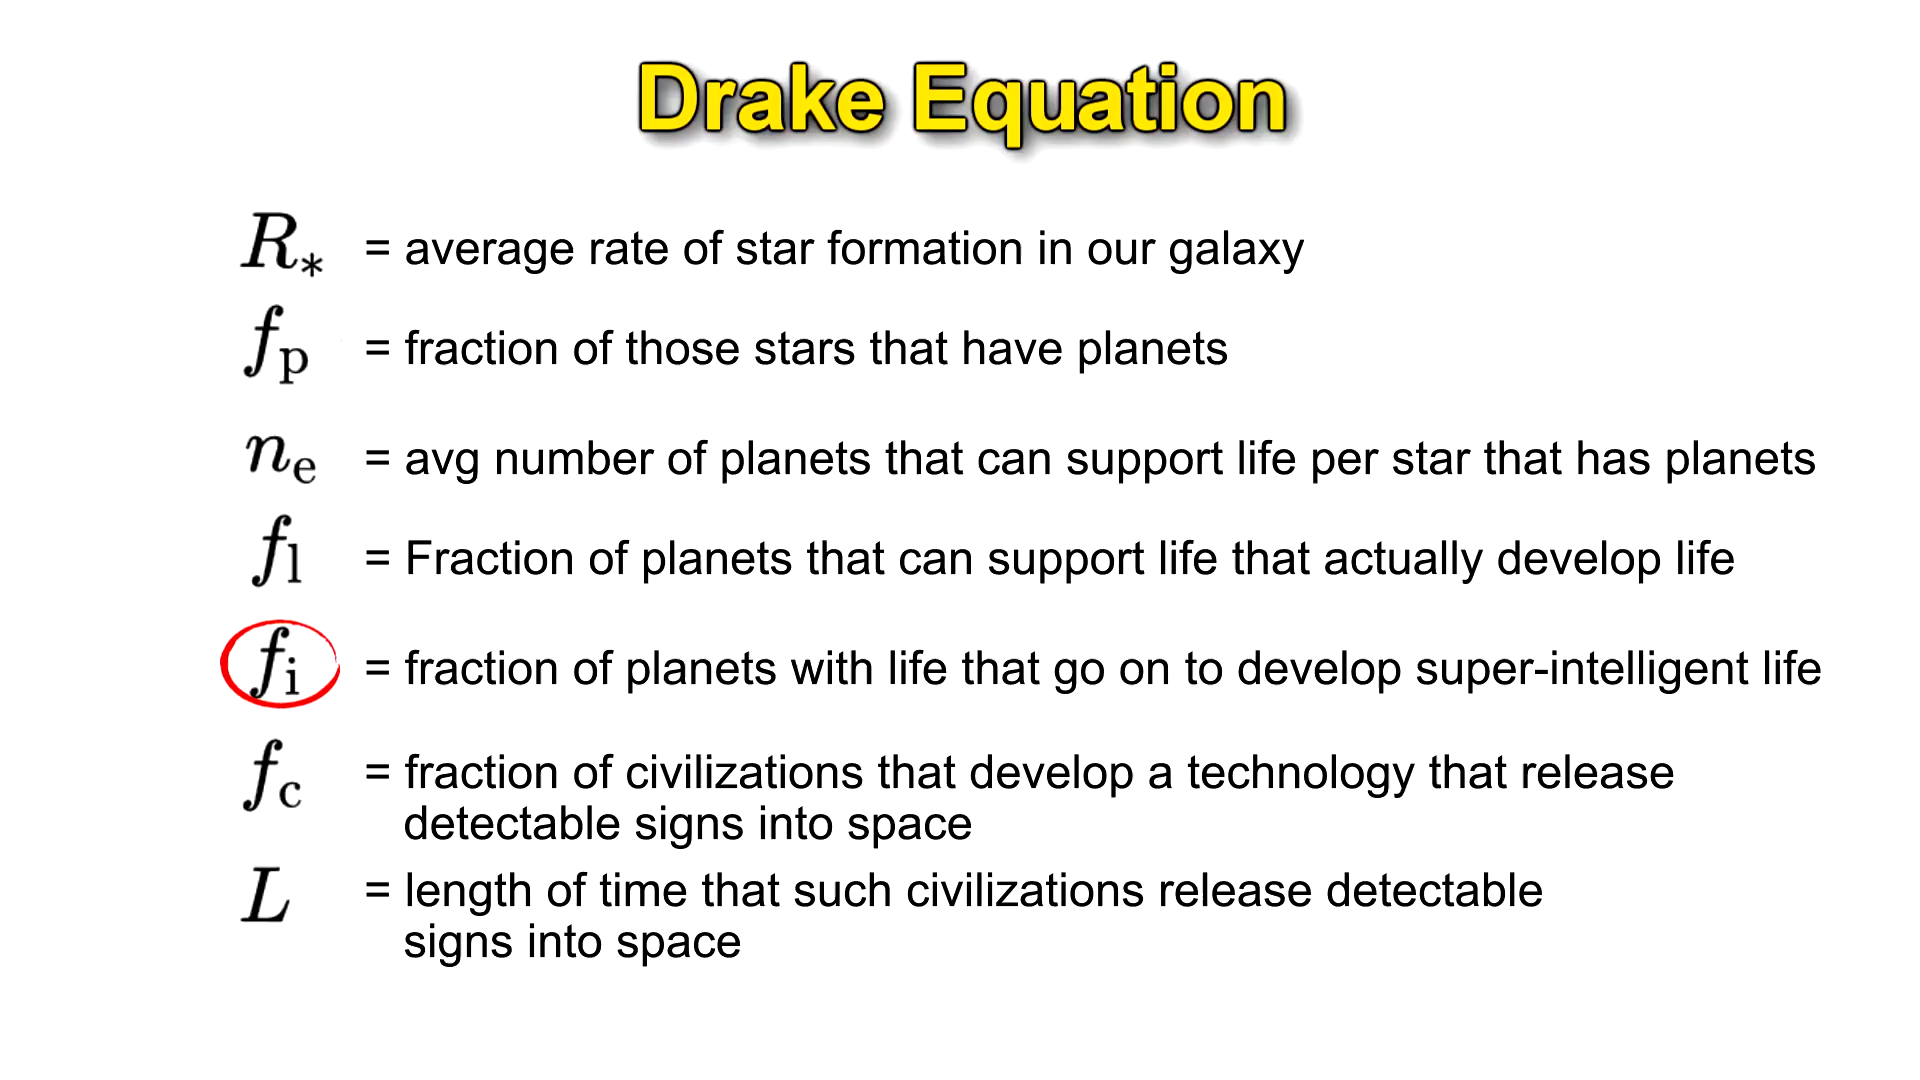 Drake Equation
R* = average rate of star formation in our galaxy
fp = fraction of those stars that have planets
ne = avg number of planets that can support life per star that has planets
fl = Fraction of planets that can support life that actually develop life
fi = fraction of planets with life that go on to develop super-intelligent life
fc = fraction of civilizations that develop a technology that release
detectable signs into space
L = length of time that such civilizations release detectable
signs into space